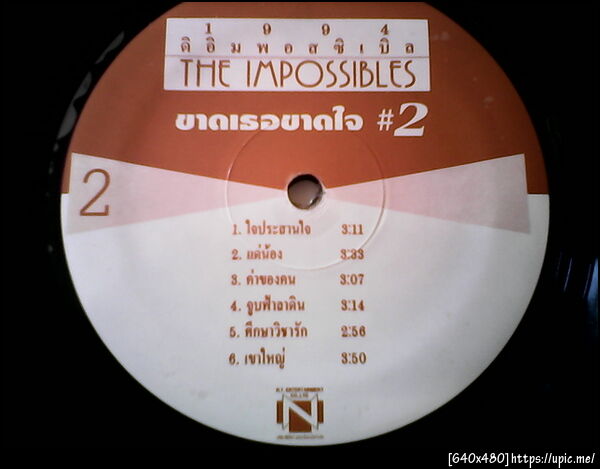 1 9 9 4
ดิอิมพอสซิเบิล
THE IMPOSSIBLES
ขาดเธอขาดใจ #2
2
1. ใจประสานใจ 3:11
2. แด่น้อง 3:33
3. ค่าของคน 3:07
4. จูบฟ้าลาดิน 3:14
5. ศึกษาวิชารัก 2:56
6. เขาใหญ่ 3:50
N
[640x480]https://upic.me/